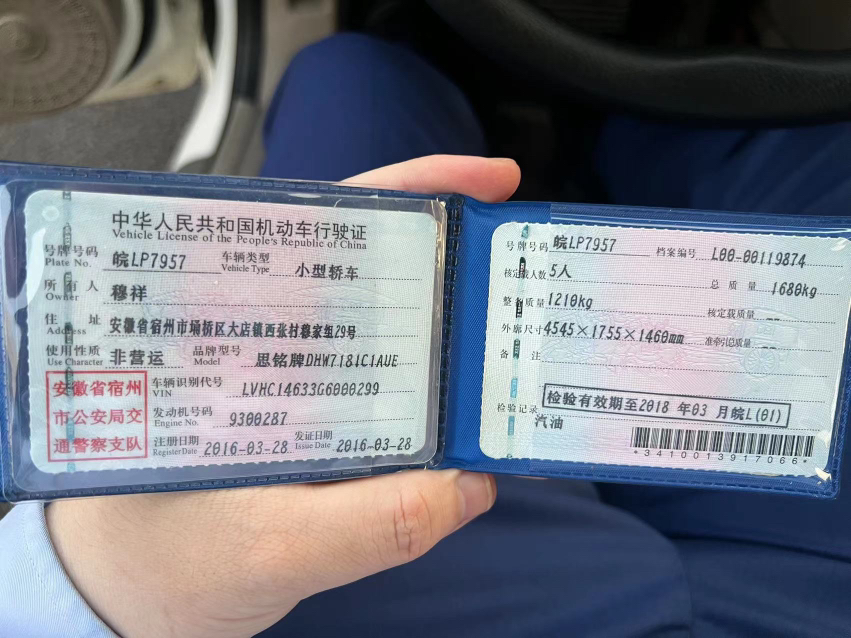 中华人民共和国机动车行驶证
Vehicle License of the People's Republic of China
号牌号码 皖LP7957 车辆类型 小型轿车
Plate No. Vehicle Type
所有人 穆祥
Owner
住址 安徽省宿州市埇桥区大店镇西张村穆家组29号
Address
使用性质 非营运 品牌型号 思铭牌DHW7181C1AUE
Use Character Model
安徽省宿州
市公安局交
通警察支队
车辆识别代号 LVHC14633G6000299
VIN
发动机号码 9300287
Engine No.
注册日期 2016-03-28 发证日期 2016-03-28
Register Date Issue Date
号牌号码 皖LP7957 档案编号 L00-00119874
核定载人数 5人 总质量 1680kg
整备质量 1210kg 核定载质量 --
外廓尺寸 4545×1755×1460mm 准牵引总质量 --
备注
检验记录 检验有效期至2018年03月皖L(01)
汽油
*3410013917066*